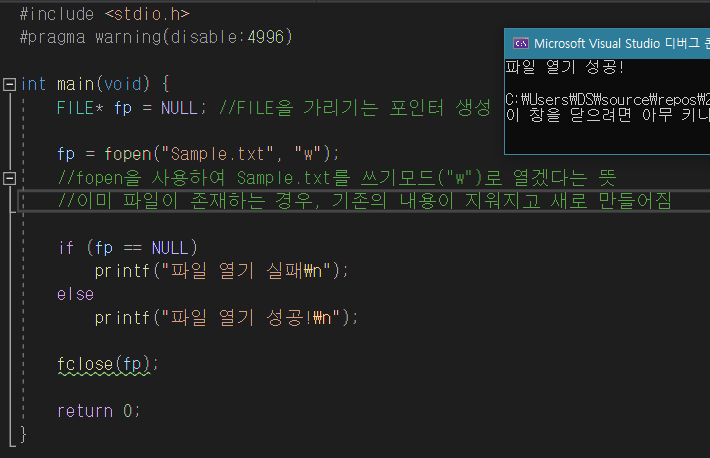 #include <stdio.h>
#pragma warning(disable:4996)
Microsoft Visual Studio 디버그 콘
파일 열기 성공!
int main(void) {
FILE* fp = NULL; //FILE을 가리기는 포인터 생성
C:₩Users₩DS₩source₩repos₩2
이 창을 닫으려면 아무 키나
fp = fopen("Sample.txt", "w");
//fopen을 사용하여 Sample.txt를 쓰기모드("w")로 열겠다는 뜻
//이미 파일이 존재하는 경우, 기존의 내용이 지워지고 새로 만들어짐
if (fp == NULL)
printf("파일 열기 실패₩n");
else
printf("파일 열기 성공!₩n");
fclose(fp);
return 0;
}